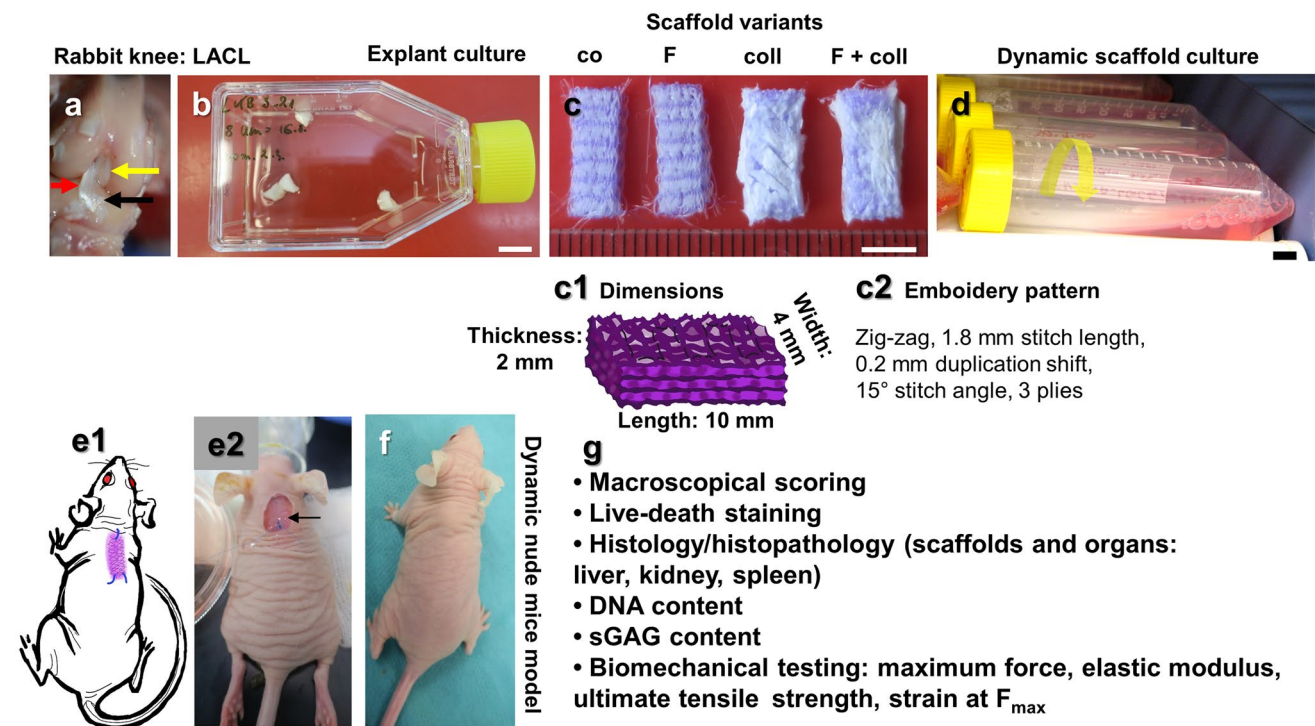 Scaffold variants
Rabbit knee: LACL
Explant culture
co
F
coll
F + coll
Dynamic scaffold culture
a
b
c
d
c1 Dimensions
Thickness:
2 mm
Width:
4 mm
Length: 10 mm
c2 Emboidery pattern
Zig-zag, 1.8 mm stitch length,
0.2 mm duplication shift,
15° stitch angle, 3 plies
e1
e2
f
Dynamic nude mice model
g
• Macroscopical scoring
• Live-death staining
• Histology/histopathology (scaffolds and organs:
liver, kidney, spleen)
• DNA content
• sGAG content
• Biomechanical testing: maximum force, elastic modulus,
ultimate tensile strength, strain at Fmax